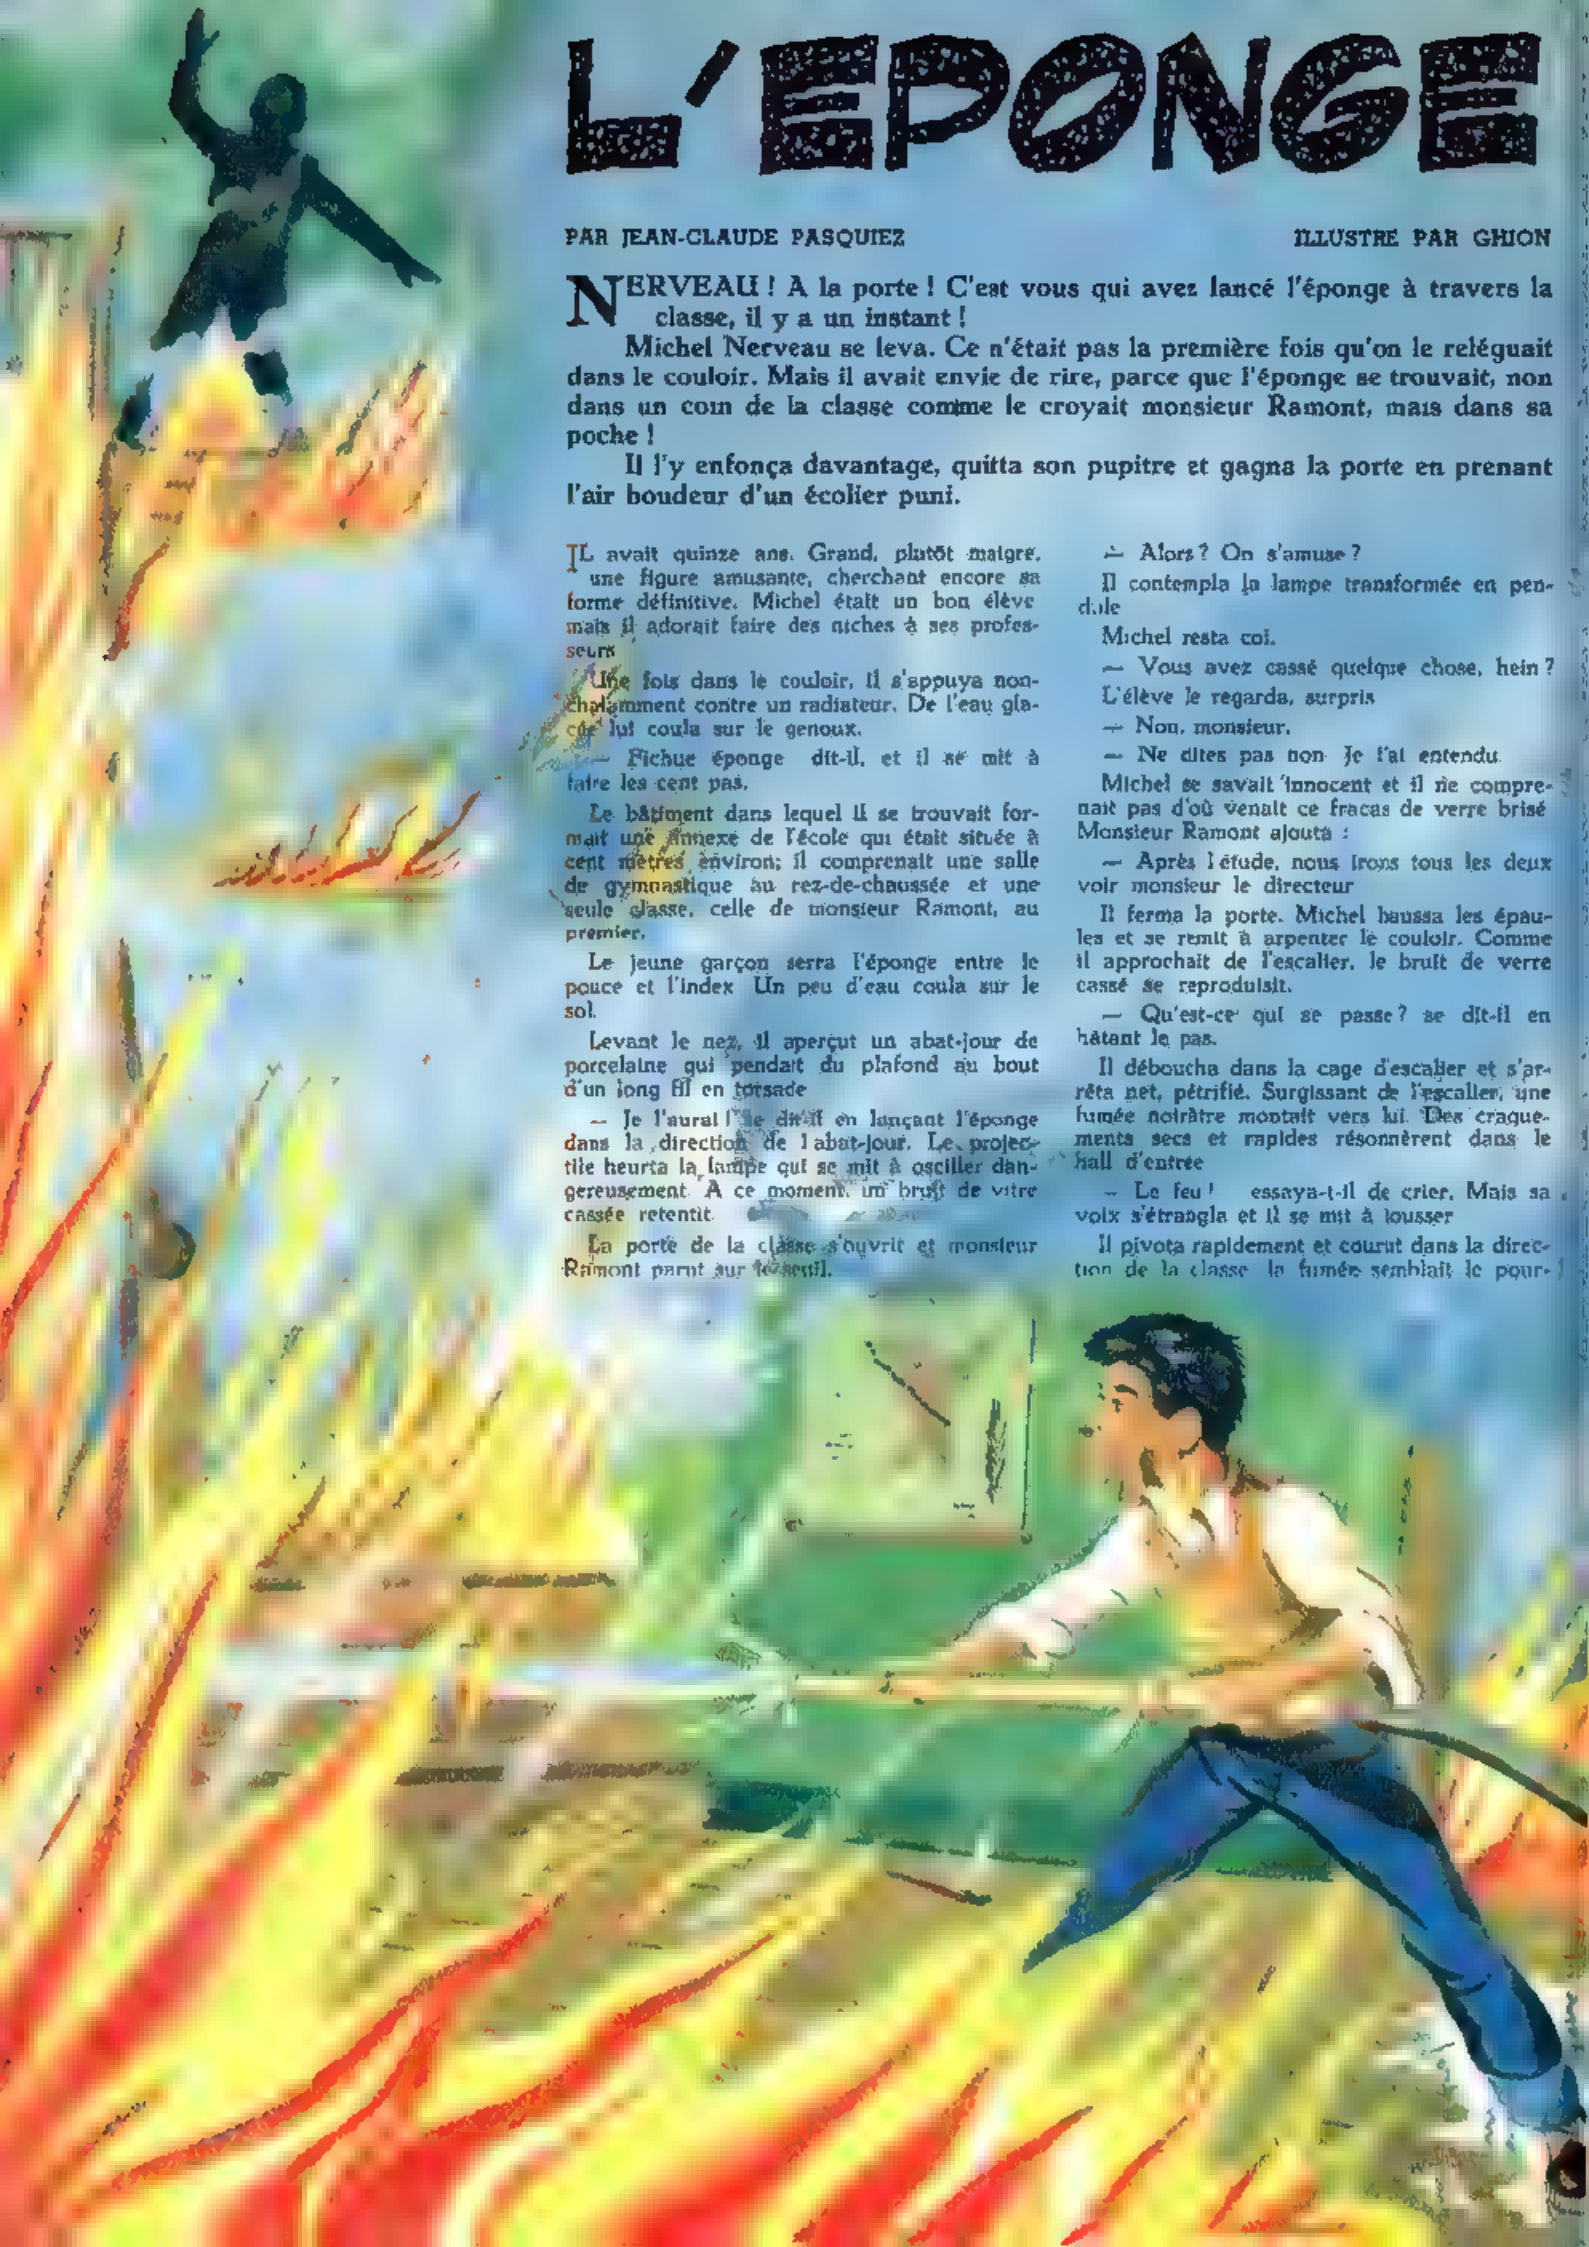 L'EPONGE
PAR JEAN-CLAUDE PASQUIEZ
ILLUSTRE PAR GHION
NERVEAU ! A la porte ! C'est vous qui avez lancé l'éponge à travers la
classe, il y a un instant !
Michel Nerveau se leva. Ce n'était pas la première fois qu'on le reléguait
dans le couloir. Mais il avait envie de rire, parce que l'éponge se trouvait, non
dans un coin de la classe comme le croyait monsieur Ramont, mais dans sa
poche !
Il l'y enfonça davantage, quitta son pupitre et gagna la porte en prenant
l'air boudeur d'un écolier puni.
IL avait quinze ans. Grand, plutôt maigre,
une figure amusante, cherchant encore sa
forme définitive. Michel était un bon élève
mais il adorait faire des niches à ses profes-
seurs
Une fois dans le couloir, il s'appuya non-
chalamment contre un radiateur. De l'eau gla-
cée lui coula sur le genoux.
— Fichue éponge dit-il, et il se mit à
faire les cent pas.
Le bâtiment dans lequel il se trouvait for-
mait une annexe de l'école qui était située à
cent mètres environ; il comprenait une salle
de gymnastique au rez-de-chaussée et une
seule classe, celle de monsieur Ramont, au
premier.
Le jeune garçon serra l'éponge entre le
pouce et l'index Un peu d'eau coula sur le
sol.
Levant le nez, il aperçut un abat-jour de
porcelaine qui pendait du plafond au bout
d'un long fil en torsade
— Je l'aurai ! se dit-il en lançant l'éponge
dans la direction de l'abat-jour. Le projec-
tile heurta la lampe qui se mit à osciller dan-
gereusement A ce moment, un bruit de vitre
cassée retentit.
La porte de la classe s'ouvrit et monsieur
Ramont parut sur le seuil.
— Alors ? On s'amuse ?
Il contempla la lampe transformée en pen-
dule
Michel resta coi.
— Vous avez cassé quelque chose, hein ?
L'élève le regarda, surpris
— Non, monsieur.
— Ne dites pas non Je l'ai entendu.
Michel se savait innocent et il ne compre-
nait pas d'où venait ce fracas de verre brisé
Monsieur Ramont ajouta :
— Après l'étude, nous irons tous les deux
voir monsieur le directeur
Il ferma la porte. Michel haussa les épau-
les et se remit à arpenter le couloir. Comme
il approchait de l'escalier, le bruit de verre
cassé se reproduisit.
— Qu'est-ce qui se passe ? se dit-il en
hâtant le pas.
Il déboucha dans la cage d'escalier et s'ar-
rêta net, pétrifié. Surgissant de l'escalier, une
fumée noirâtre montait vers lui. Des craque-
ments secs et rapides résonnèrent dans le
hall d'entrée
— Le feu ! essaya-t-il de crier. Mais sa
voix s'étrangla et il se mit à tousser
Il pivota rapidement et courut dans la direc-
tion de la classe la fumée semblait le pour-